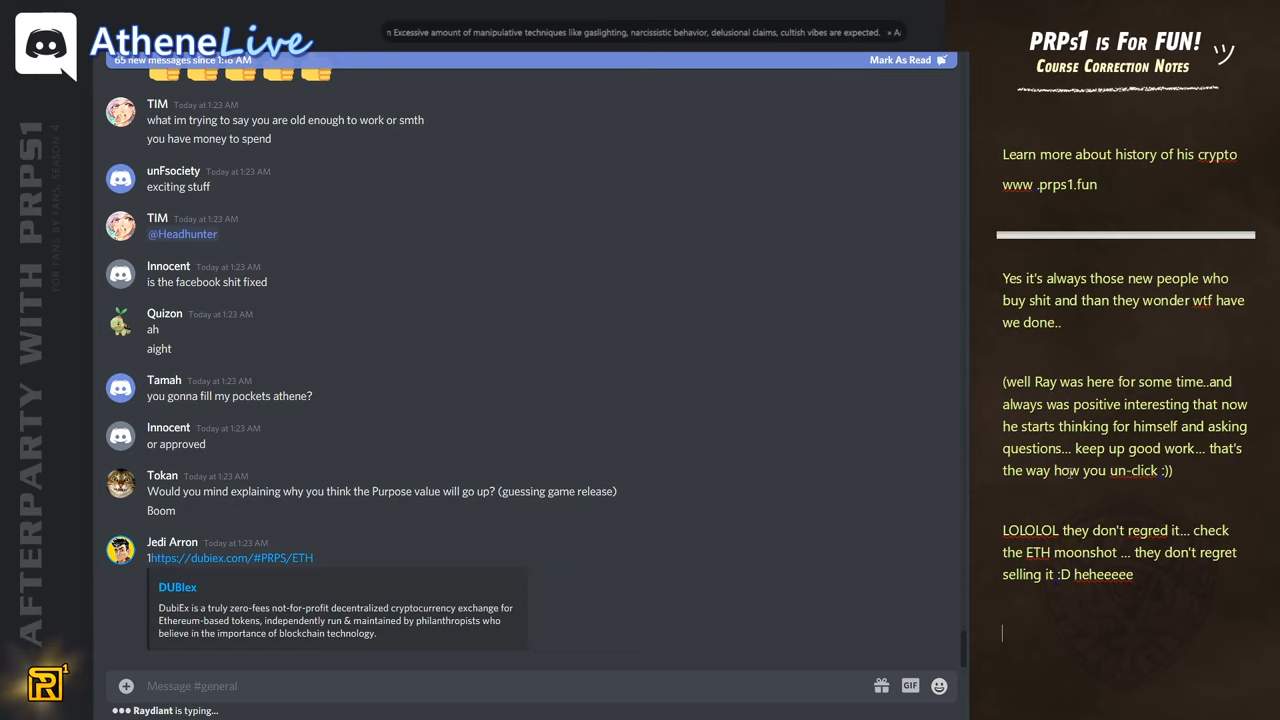 AtheneLive
n Excessive amount of manipulative techniques like gaslighting, narcissistic behavior, delusional claims, cultish vibes are expected. » A
65 new messages since 1:16 AM
Mark As Read
TIM Today at 1:23 AM
what im trying to say you are old enough to work or smth
you have money to spend
unFsociety Today at 1:23 AM
exciting stuff
TIM Today at 1:23 AM
@Headhunter
Innocent Today at 1:23 AM
is the facebook shit fixed
Quizon Today at 1:23 AM
ah
aight
Tamah Today at 1:23 AM
you gonna fill my pockets athene?
Innocent Today at 1:23 AM
or approved
Tokan Today at 1:23 AM
Would you mind explaining why you think the Purpose value will go up? (guessing game release)
Boom
Jedi Arron Today at 1:23 AM
1https://dubiex.com/#PRPS/ETH
DUBIex
DubiEx is a truly zero-fees not-for-profit decentralized cryptocurrency exchange for
Ethereum-based tokens, independently run & maintained by philanthropists who
believe in the importance of blockchain technology.
Message #general
GIF
Raydiant is typing...
AFTERPARTY WITH PRPS1
FOR FANS BY FANS, SEASON 4
R1
PRPs1 is For FUN!
Course Correction Notes
Learn more about history of his crypto
www .prps1.fun
Yes it's always those new people who
buy shit and than they wonder wtf have
we done..
(well Ray was here for some time..and
always was positive interesting that now
he starts thinking for himself and asking
questions... keep up good work... that's
the way how you un-click :))
LOLOLOL they don't regred it... check
the ETH moonshot ... they don't regret
selling it :D heheeeee